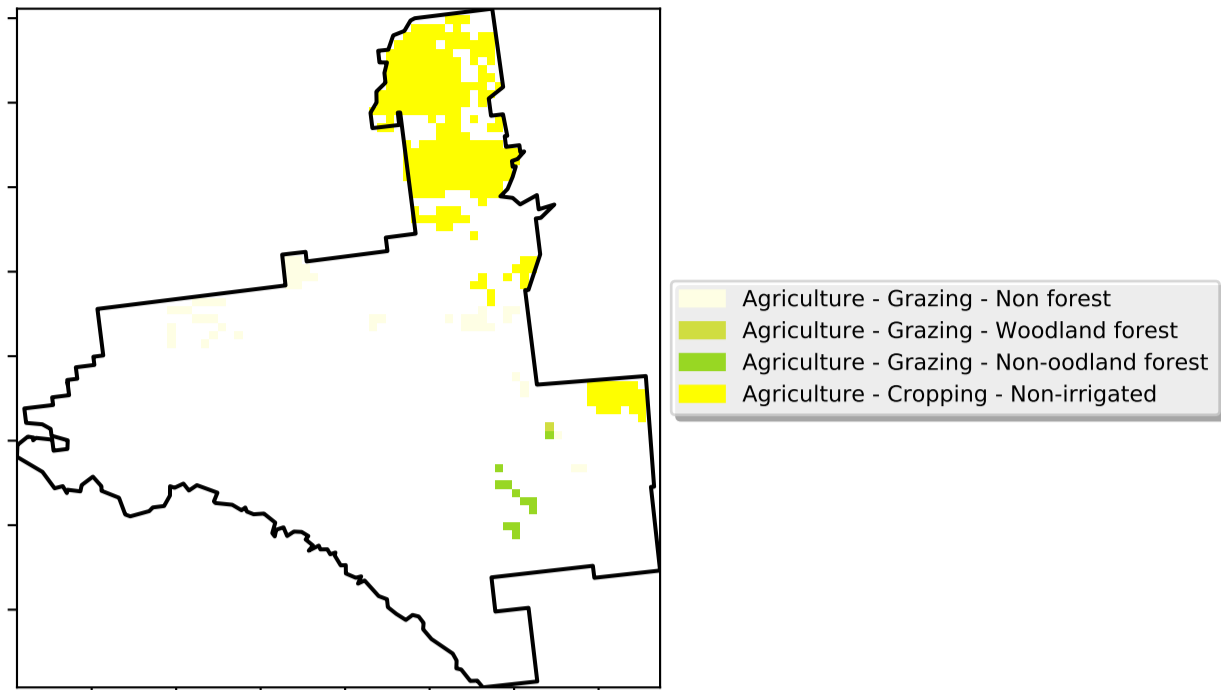 Agriculture - Grazing - Non forest
Agriculture - Grazing - Woodland forest
Agriculture - Grazing - Non-oodland forest
Agriculture - Cropping - Non-irrigated